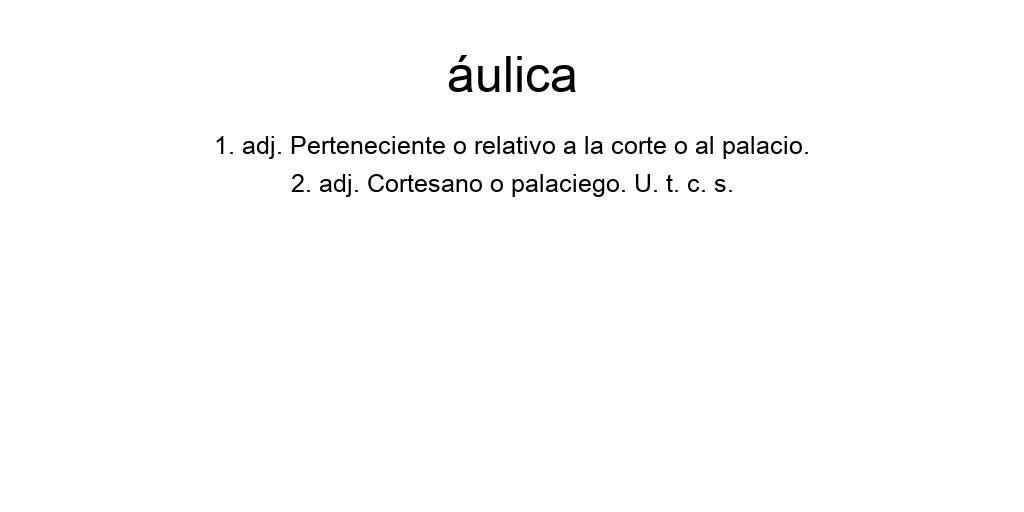 áulica
1. adj. Perteneciente o relativo a la corte o al palacio.
2. adj. Cortesano o palaciego. U. t. c. s.